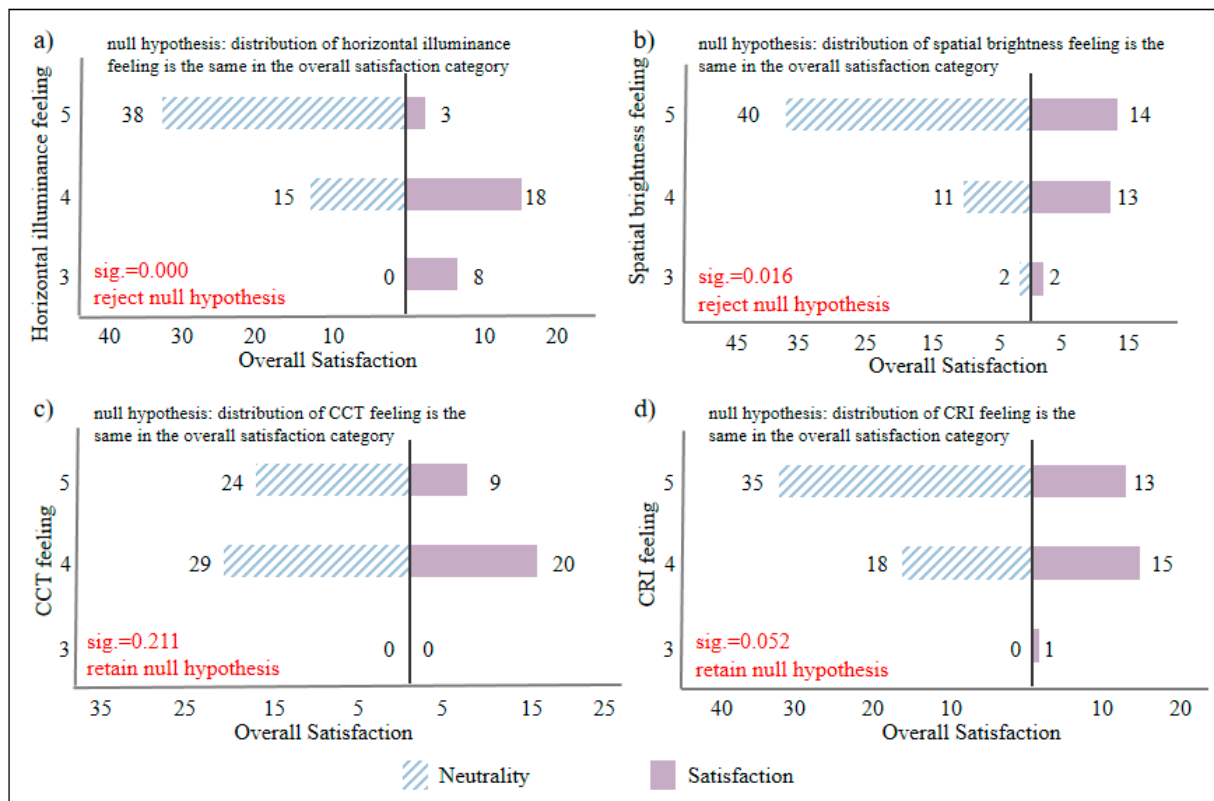 a)
null hypothesis: distribution of horizontal illuminance
feeling is the same in the overall satisfaction category
Horizontal illuminance feeling
5
38
3
4
15
18
3
0
8
sig.=0.000
reject null hypothesis
40 30 20 10 10 20
Overall Satisfaction
b)
null hypothesis: distribution of spatial brightness feeling is the
same in the overall satisfaction category
Spatial brightness feeling
5
40
14
4
11
13
3
2
2
sig.=0.016
reject null hypothesis
45 35 25 15 5 5 15
Overall Satisfaction
c)
null hypothesis: distribution of CCT feeling is the
same in the overall satisfaction category
CCT feeling
5
24
9
4
29
20
3
0
0
sig.=0.211
retain null hypothesis
35 25 15 5 5 15 25
Overall Satisfaction
d)
null hypothesis: distribution of CRI feeling is the
same in the overall satisfaction category
CRI feeling
5
35
13
4
18
15
3
0
1
sig.=0.052
retain null hypothesis
40 30 20 10 10 20
Overall Satisfaction
Neutrality
Satisfaction